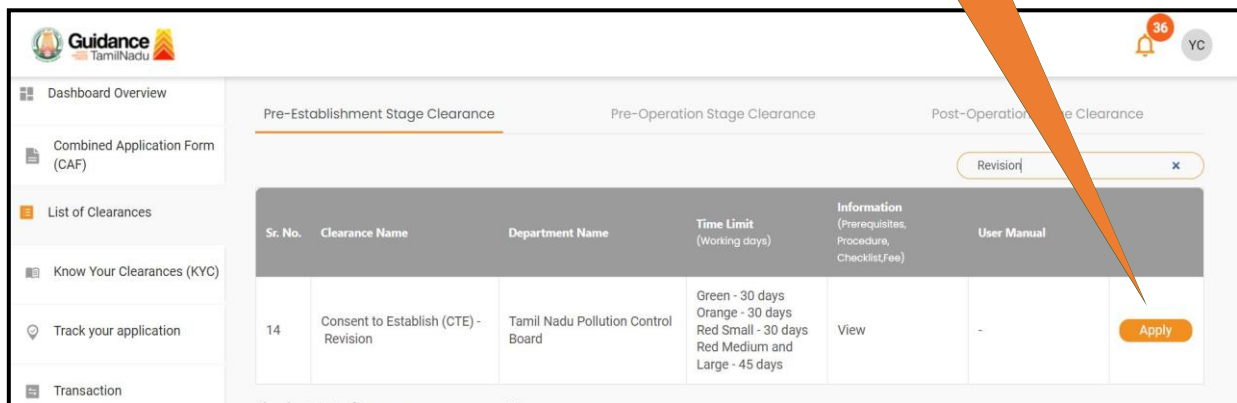 Guidance
TamilNadu
36
YC
Dashboard Overview
Combined Application Form
(CAF)
List of Clearances
Know Your Clearances (KYC)
Track your application
Transaction
Pre-Establishment Stage Clearance
Pre-Operation Stage Clearance
Post-Operation Clearance
Revision
x
Sr. No.
Clearance Name
Department Name
Time Limit
(Working days)
Information
(Prerequisites,
Procedure,
Checklist,Fee)
User Manual
14
Consent to Establish (CTE) -
Revision
Tamil Nadu Pollution Control
Board
Green - 30 days
Orange - 30 days
Red Small - 30 days
Red Medium and
Large - 45 days
View
-
Apply